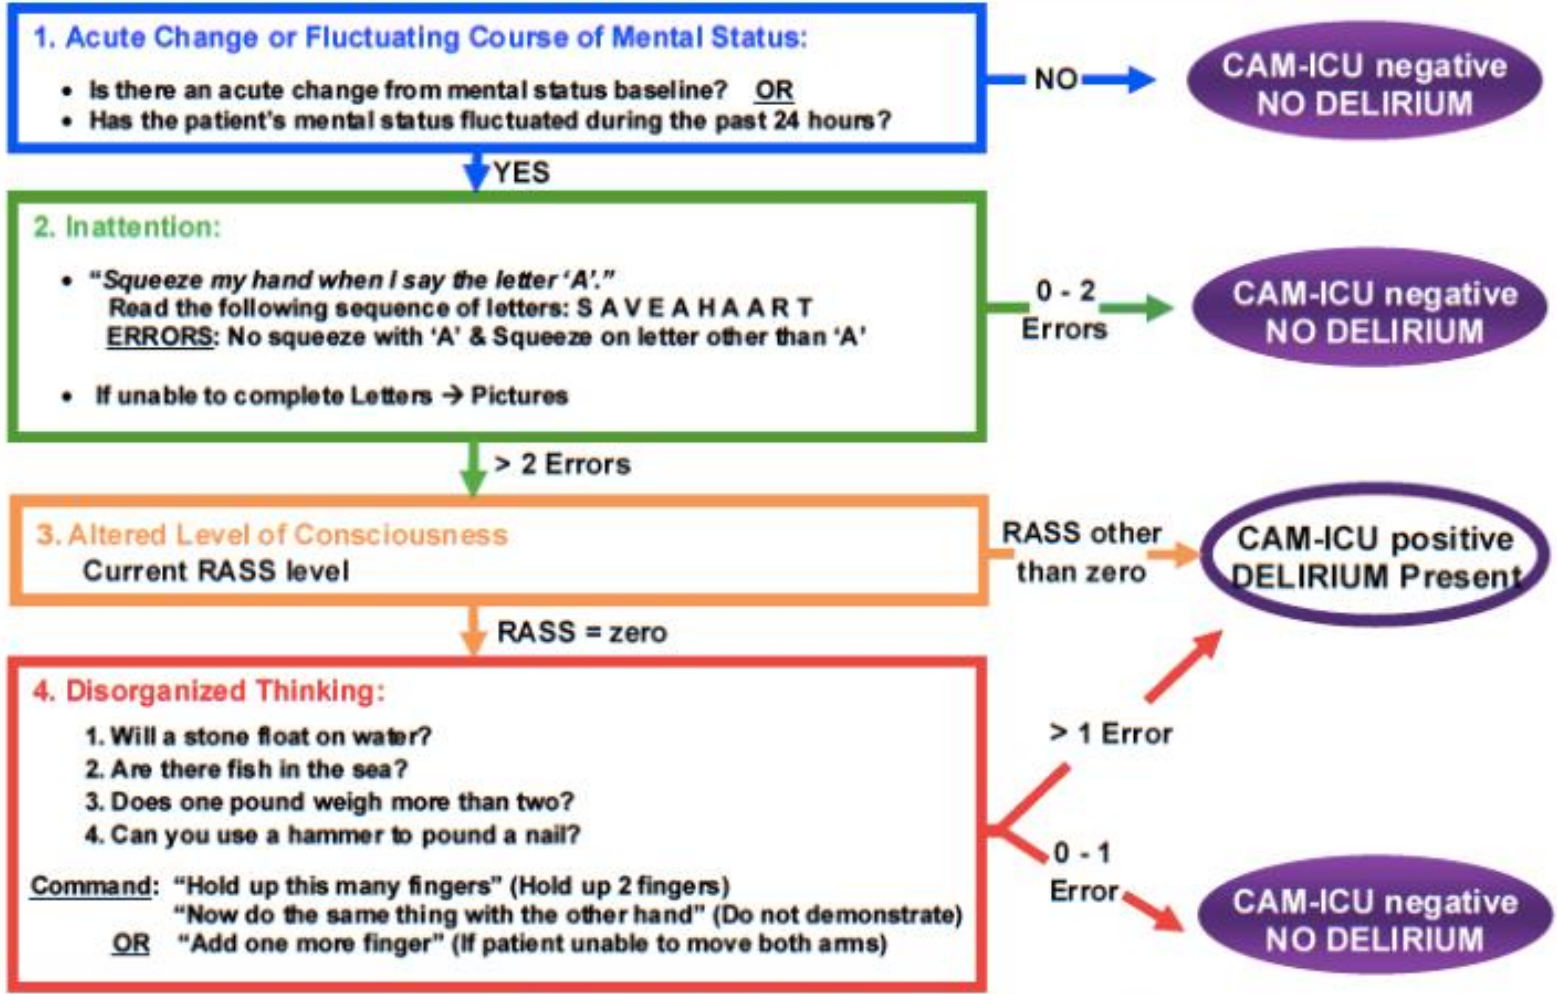 1. Acute Change or Fluctuating Course of Mental Status:
• Is there an acute change from mental status baseline? OR
• Has the patient's mental status fluctuated during the past 24 hours?
NO
CAM-ICU negative
NO DELIRIUM
YES
2. Inattention:
• “Squeeze my hand when I say the letter ‘A’.”
Read the following sequence of letters: S A V E A H A A R T
ERRORS: No squeeze with ‘A’ & Squeeze on letter other than ‘A’
• If unable to complete Letters → Pictures
0 - 2
Errors
CAM-ICU negative
NO DELIRIUM
> 2 Errors
3. Altered Level of Consciousness
Current RASS level
RASS other
than zero
CAM-ICU positive
DELIRIUM Present
RASS = zero
4. Disorganized Thinking:
1. Will a stone float on water?
2. Are there fish in the sea?
3. Does one pound weigh more than two?
4. Can you use a hammer to pound a nail?
Command: “Hold up this many fingers” (Hold up 2 fingers)
“Now do the same thing with the other hand” (Do not demonstrate)
OR “Add one more finger” (If patient unable to move both arms)
> 1 Error
0 - 1
Error
CAM-ICU negative
NO DELIRIUM